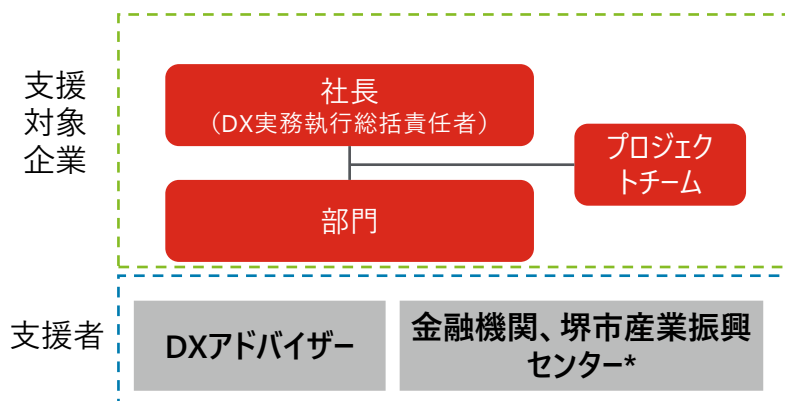 支援
対象
企業
社長
（DX実務執行総括責任者）
プロジェク
トチーム
部門
支援者
DXアドバイザー
金融機関、堺市産業振興
センター*